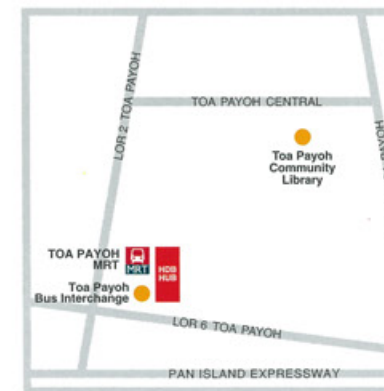 LOR 2 TOA PAYOH
TOA PAYOH CENTRAL
Toa Payoh
Community
Library
TOA PAYOH
MRT
MRT
HDB
HUB
Toa Payoh
Bus Interchange
LOR 6 TOA PAYOH
PAN ISLAND EXPRESSWAY